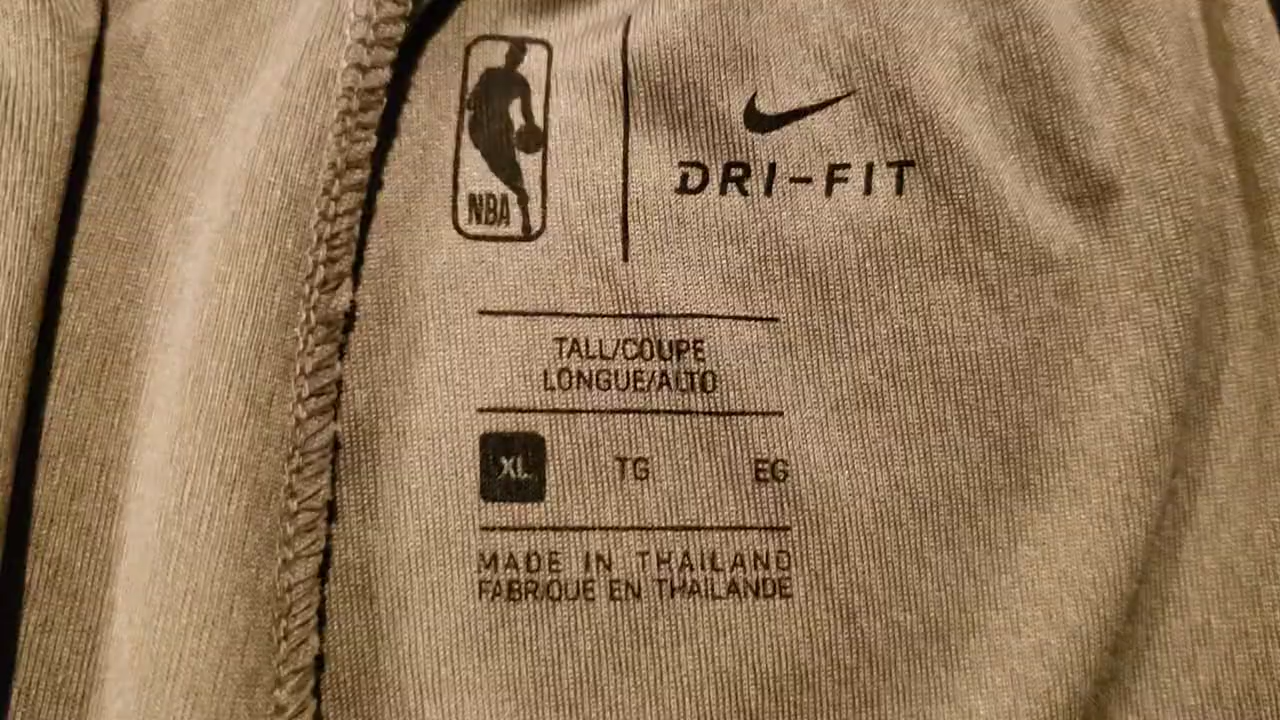 NBA
DRI-FIT
TALL/COUPE
LONGUE/ALTO
XL TG EG
MADE IN THAILAND
FABRIQUE EN THAILANDE